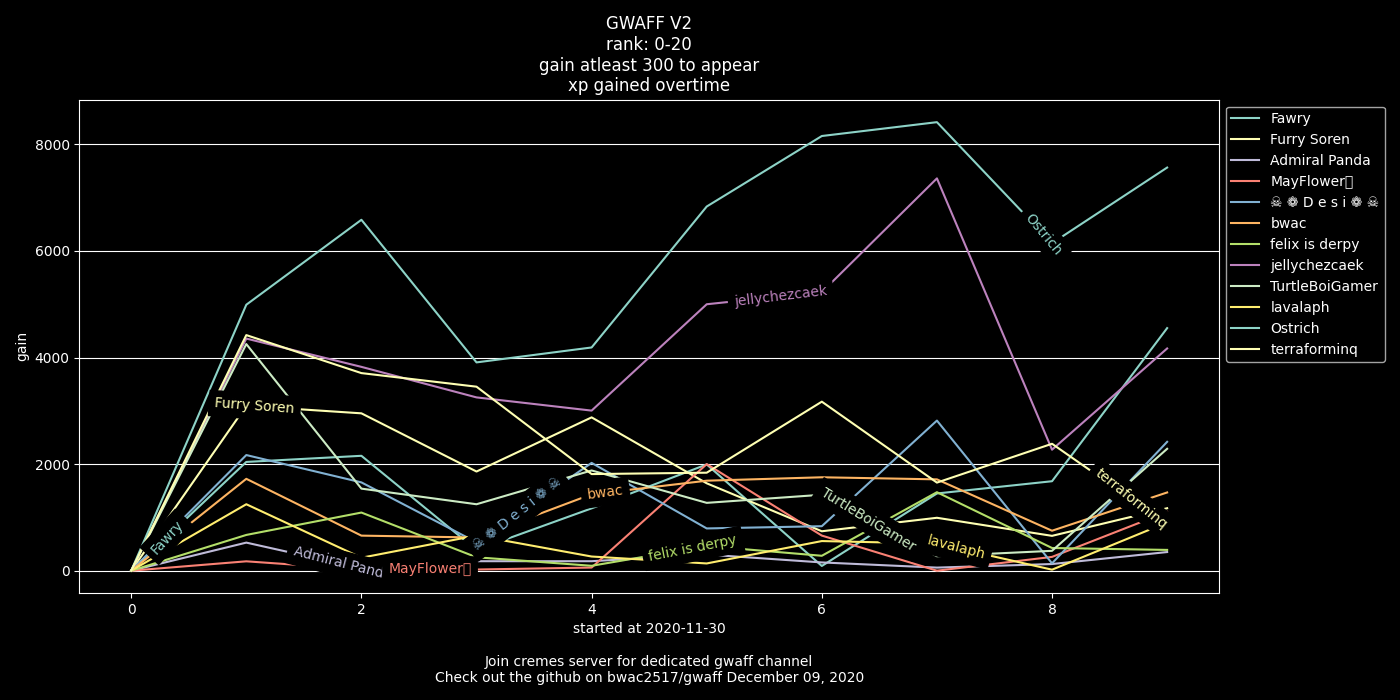 GWAFF V2
rank: 0-20
gain atleast 300 to appear
xp gained overtime
gain
8000
6000
4000
2000
0
0 2 4 6 8
started at 2020-11-30
Fawry
Furry Soren
Admiral Panda
MayFlower
☠ ❁ D e s i ❁ ☠
bwac
felix is derpy
jellychezcaek
TurtleBoiGamer
lavalaph
Ostrich
terraforminq
Fawry
Furry Soren
Admiral Panda
MayFlower
☠ ❁ D e s i ❁ ☠
bwac
felix is derpy
jellychezcaek
TurtleBoiGamer
lavalaph
Ostrich
terraforminq
Join cremes server for dedicated gwaff channel
Check out the github on bwac2517/gwaff December 09, 2020